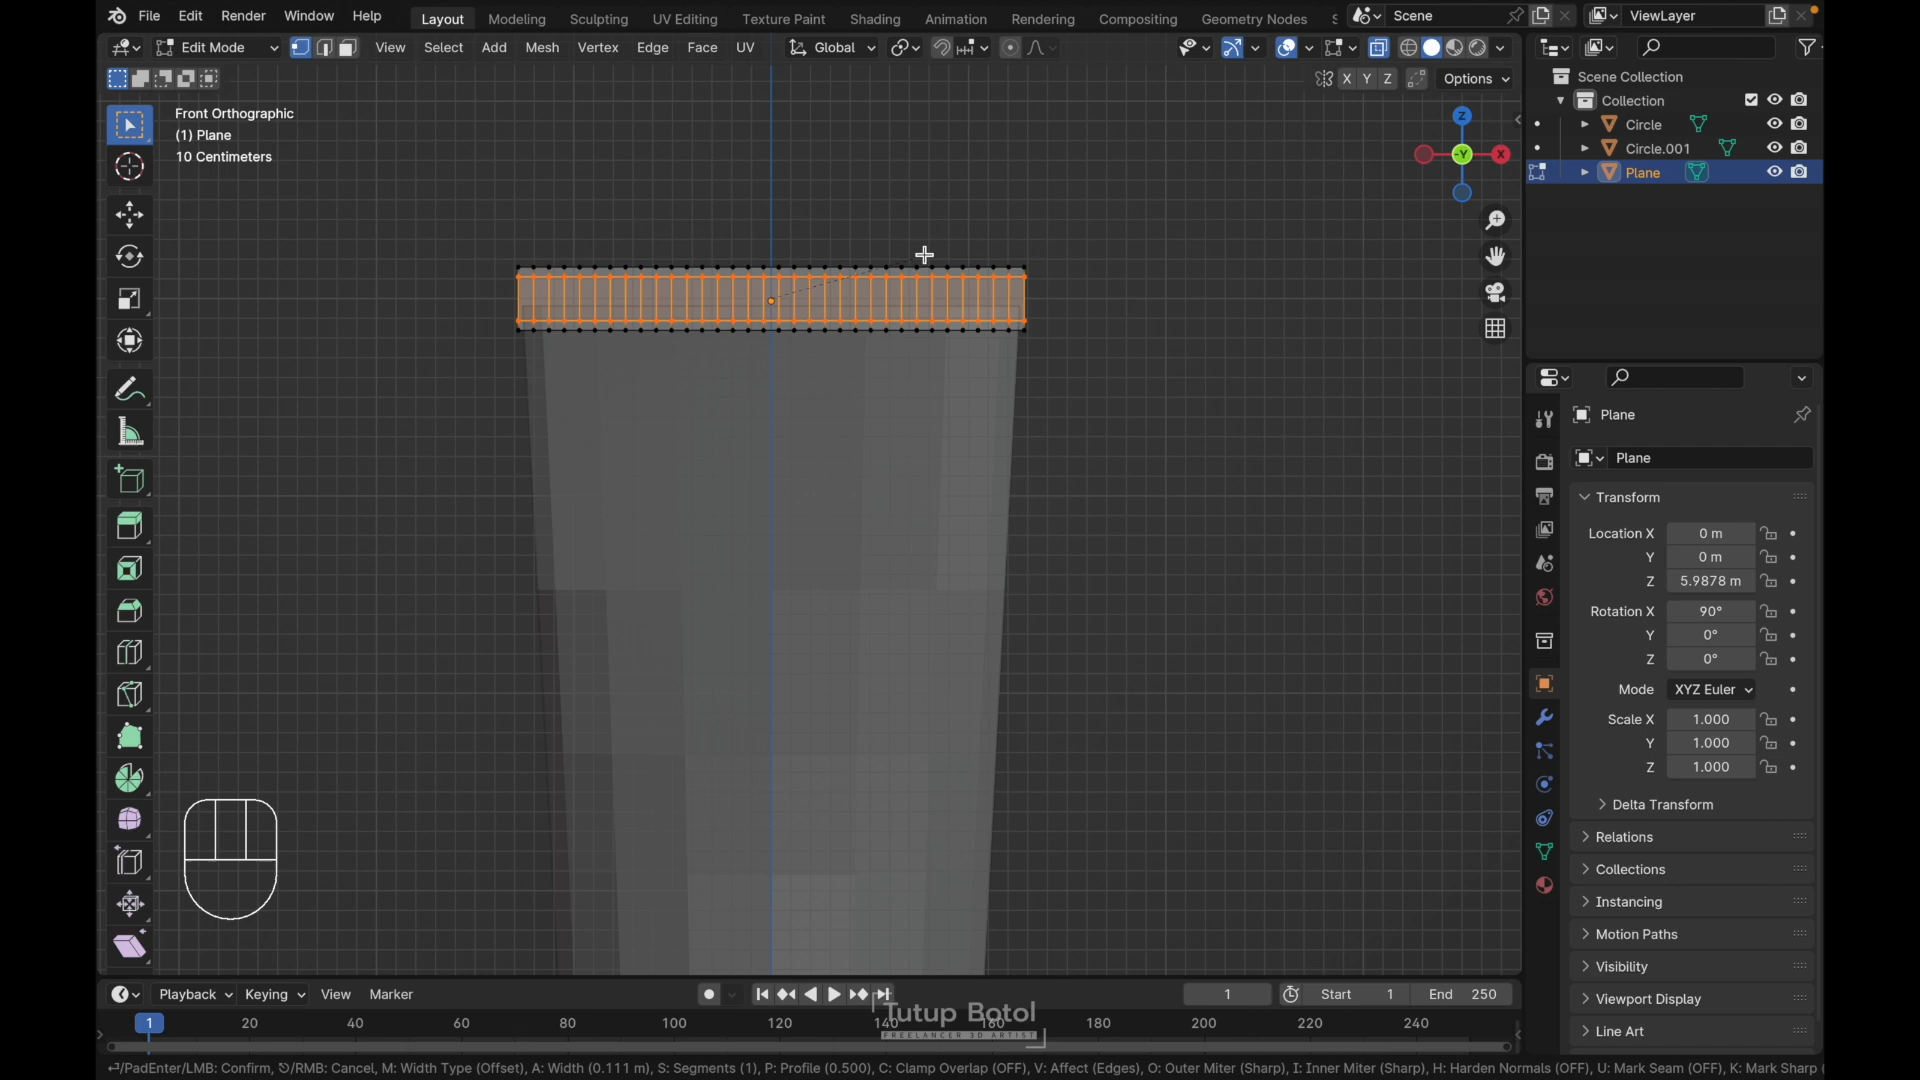 File Edit Render Window Help Layout Modeling Sculpting UV Editing Texture Paint Shading Animation Rendering Compositing Geometry Nodes Scene ViewLayer
Edit Mode View Select Add Mesh Vertex Edge Face UV Global
X Y Z Options
Front Orthographic
(1) Plane
10 Centimeters
Z
-Y X
Scene Collection
Collection
Circle
Circle.001
Plane
Plane
Plane
Transform
Location X 0 m
Y 0 m
Z 5.9878 m
Rotation X 90°
Y 0°
Z 0°
Mode XYZ Euler
Scale X 1.000
Y 1.000
Z 1.000
Delta Transform
Relations
Collections
Instancing
Motion Paths
Visibility
Viewport Display
Line Art
Playback Keying View Marker 1 Start 1 End 250
Tutup Botol
FREELANCER 3D ARTIST
1 20 40 60 80 100 120 140 160 180 200 220 240
/PadEnter/LMB: Confirm, /RMB: Cancel, M: Width Type (Offset), A: Width (0.111 m), S: Segments (1), P: Profile (0.500), C: Clamp Overlap (OFF), V: Affect (Edges), O: Outer Miter (Sharp), I: Inner Miter (Sharp), H: Harden Normals (OFF), U: Mark Seam (OFF), K: Mark Sharp (